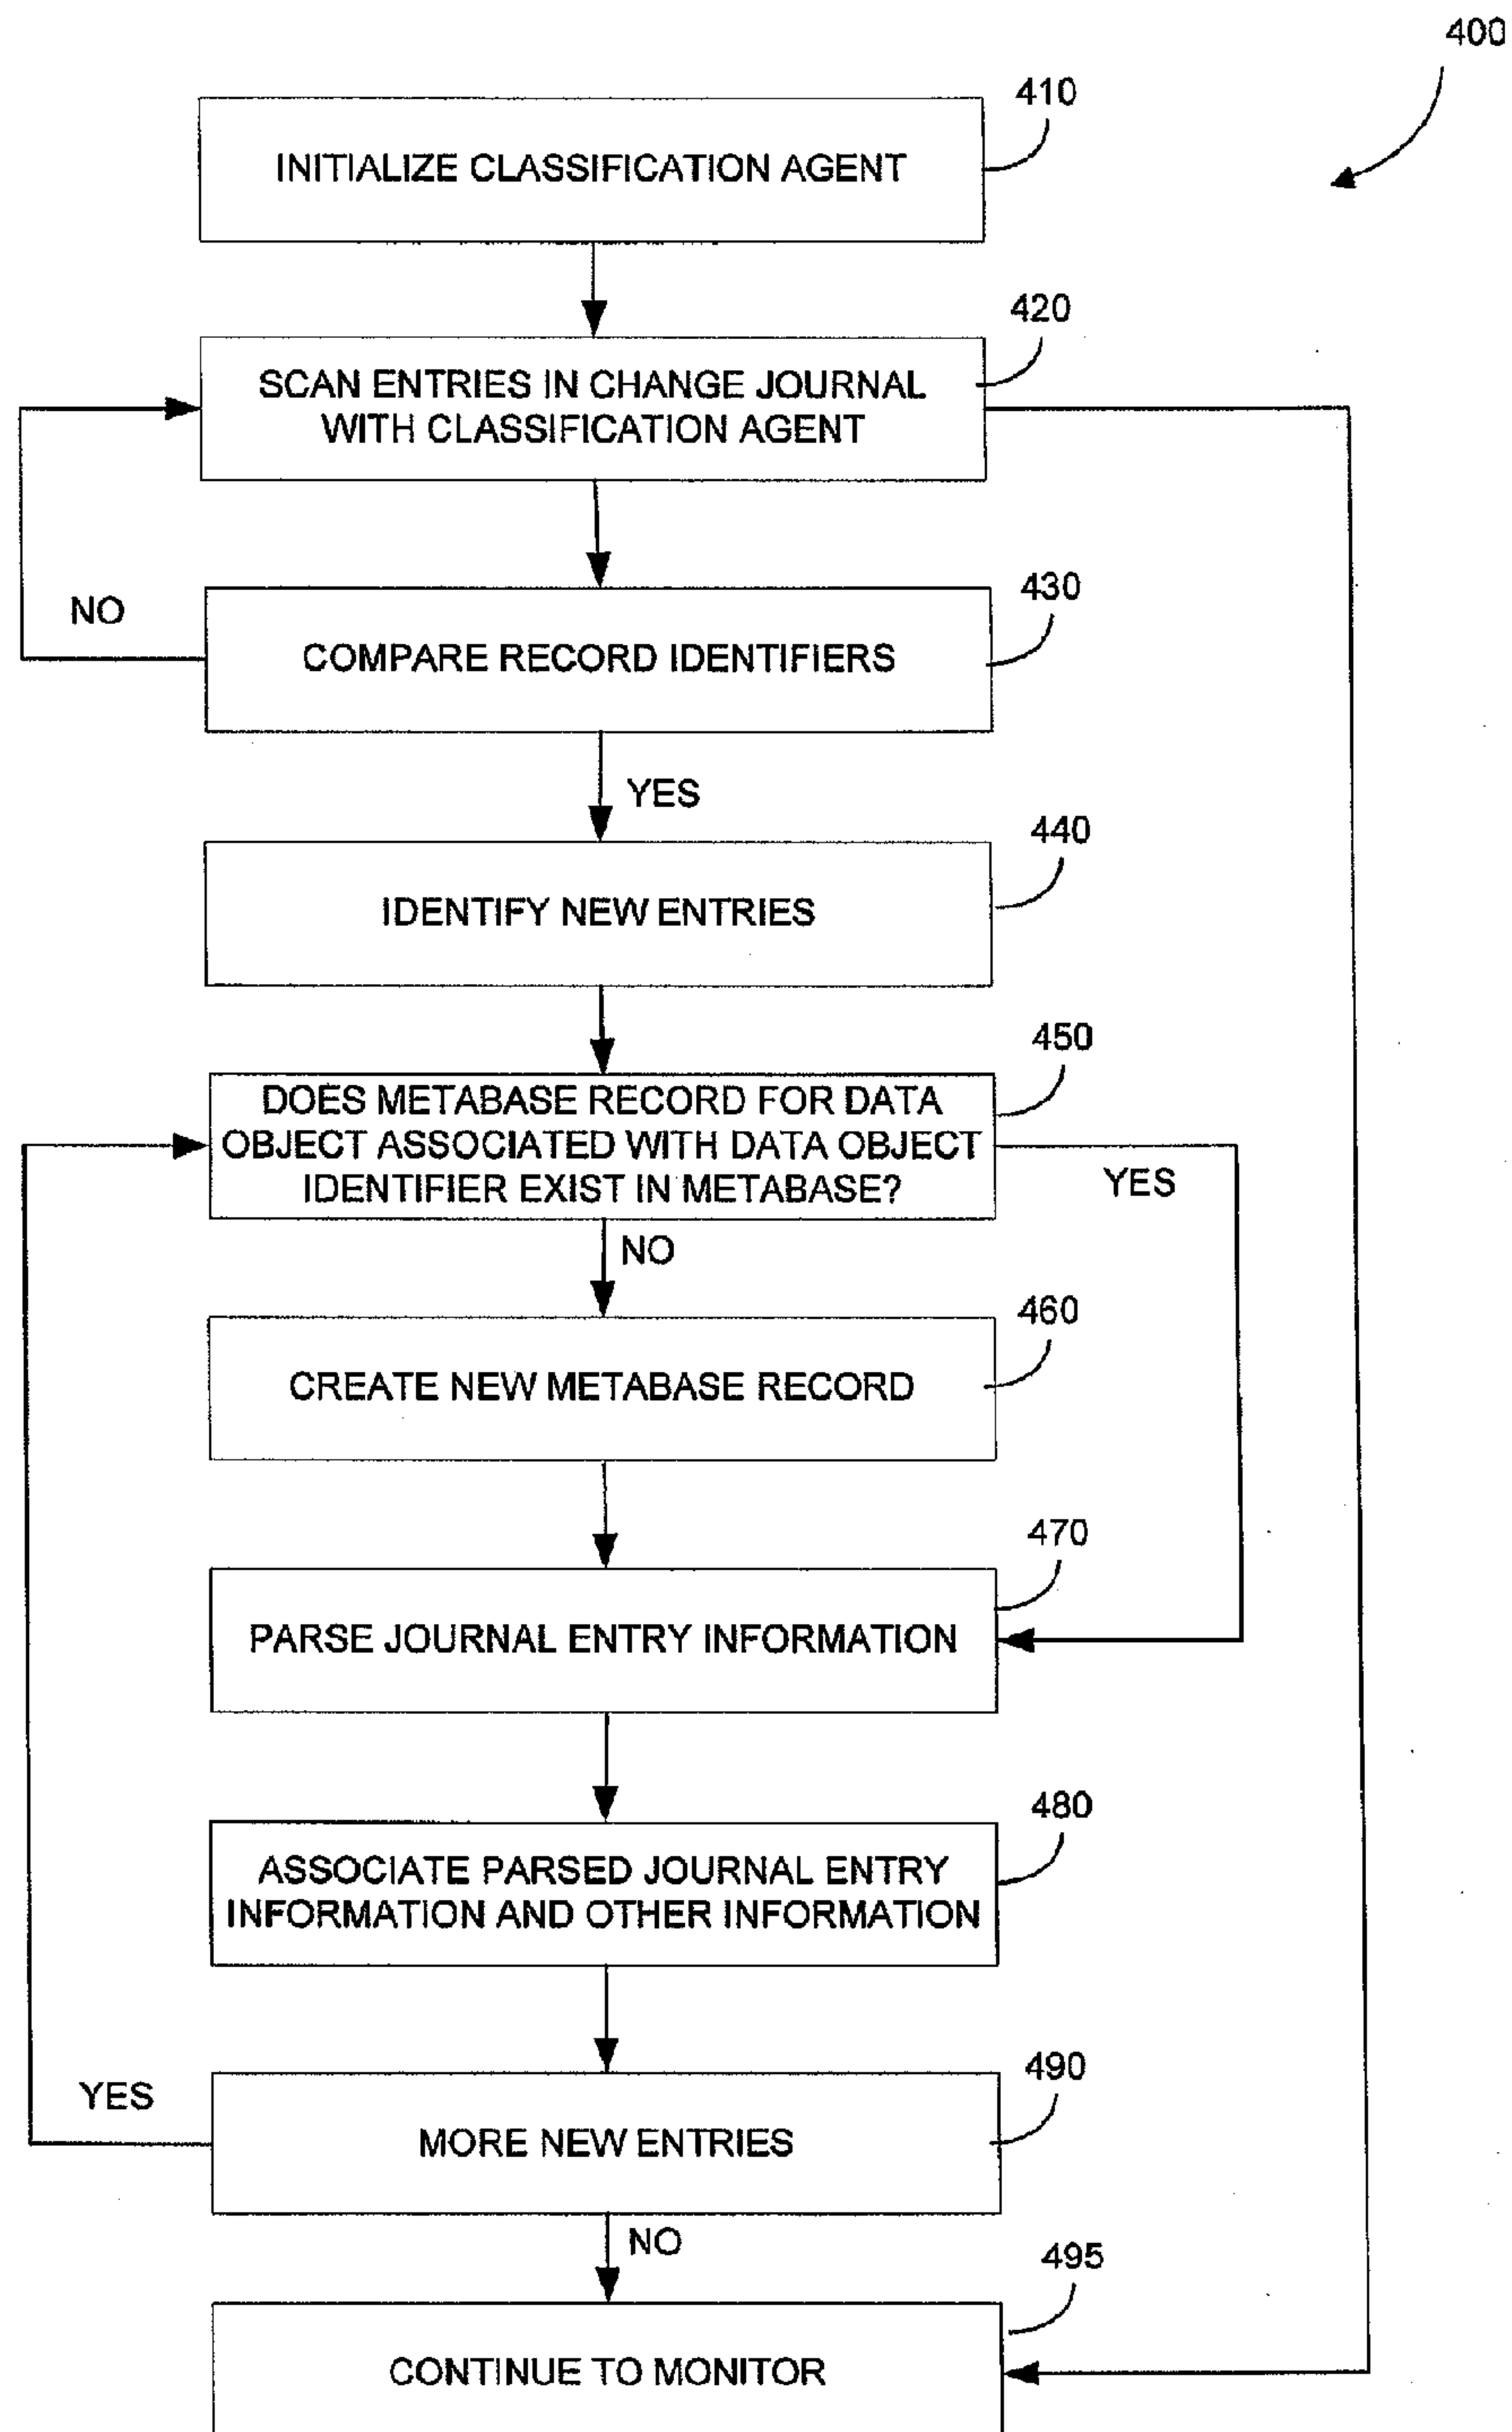 400
410
INITIALIZE CLASSIFICATION AGENT
420
SCAN ENTRIES IN CHANGE JOURNAL
WITH CLASSIFICATION AGENT
430
NO
COMPARE RECORD IDENTIFIERS
YES
440
IDENTIFY NEW ENTRIES
450
DOES METABASE RECORD FOR DATA
OBJECT ASSOCIATED WITH DATA OBJECT
IDENTIFIER EXIST IN METABASE?
YES
NO
460
CREATE NEW METABASE RECORD
470
PARSE JOURNAL ENTRY INFORMATION
480
ASSOCIATE PARSED JOURNAL ENTRY
INFORMATION AND OTHER INFORMATION
490
YES
MORE NEW ENTRIES
NO
495
CONTINUE TO MONITOR